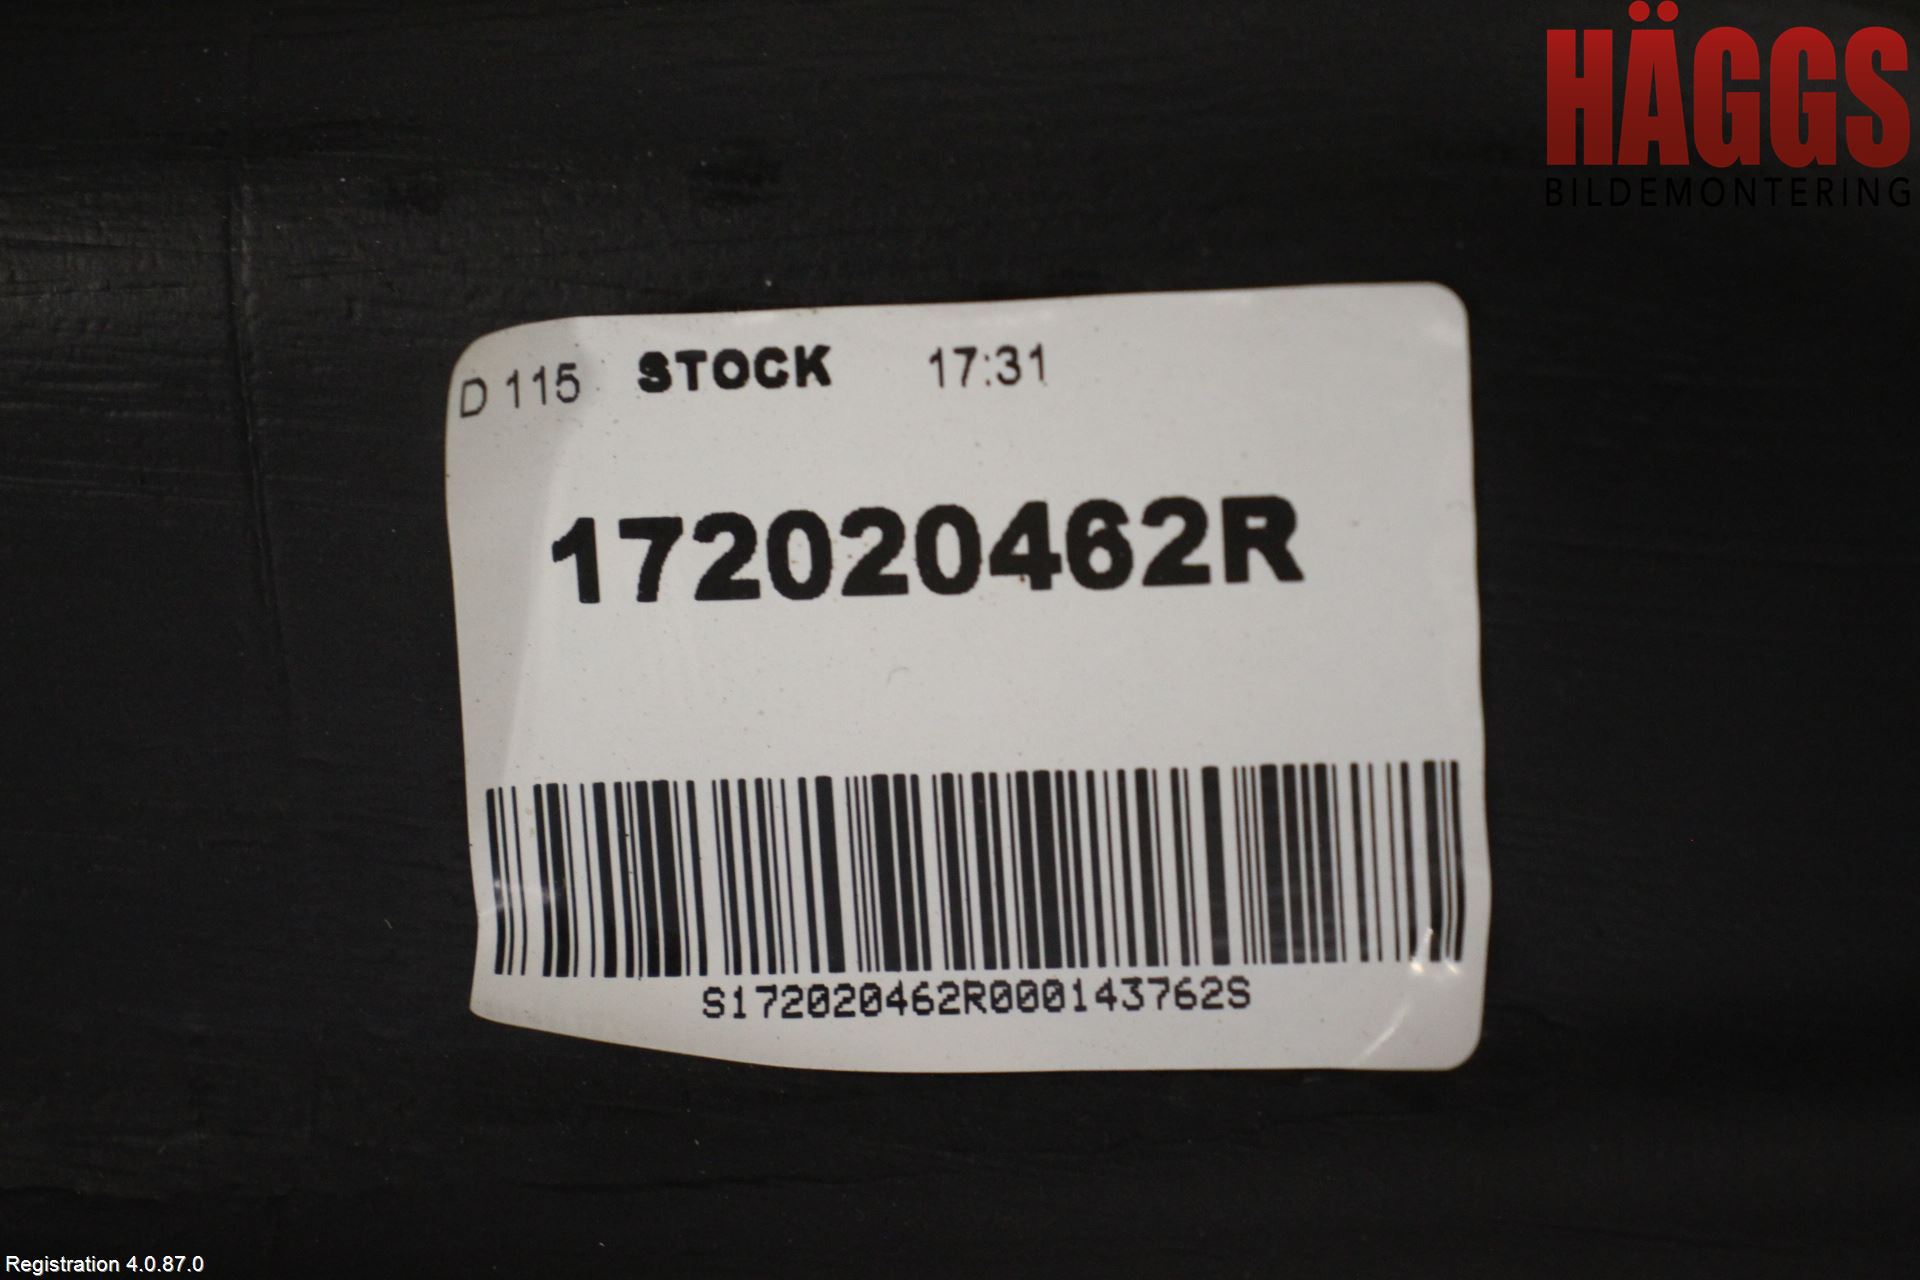 HÄGGS
BILDEMONTERING
D 115 STOCK 17:31
172020462R
S172020462R000143762S
Registration 4.0.87.0